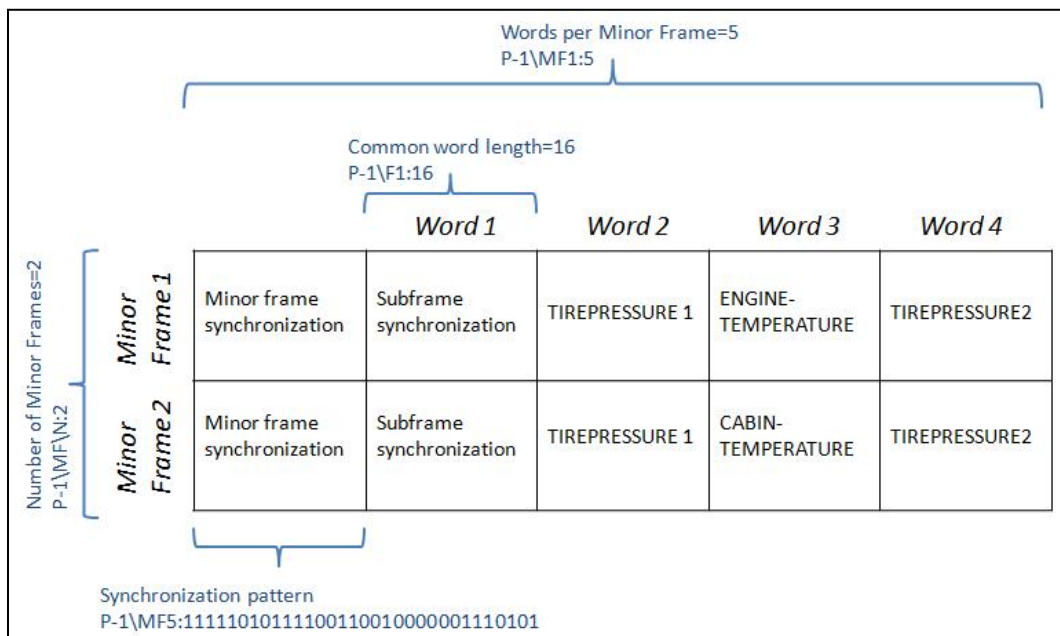 Words per Minor Frame=5
P-1\MF1:5
Common word length=16
P-1\F1:16
Word 1 Word 2 Word 3 Word 4
Number of Minor Frames=2
P-1\MF\N:2
Minor
Frame 1
Minor frame
synchronization
Subframe
synchronization
TIREPRESSURE 1
ENGINE-
TEMPERATURE
TIREPRESSURE2
Minor
Frame 2
Minor frame
synchronization
Subframe
synchronization
TIREPRESSURE 1
CABIN-
TEMPERATURE
TIREPRESSURE2
Synchronization pattern
P-1\MF5:11111010111100110010000001110101